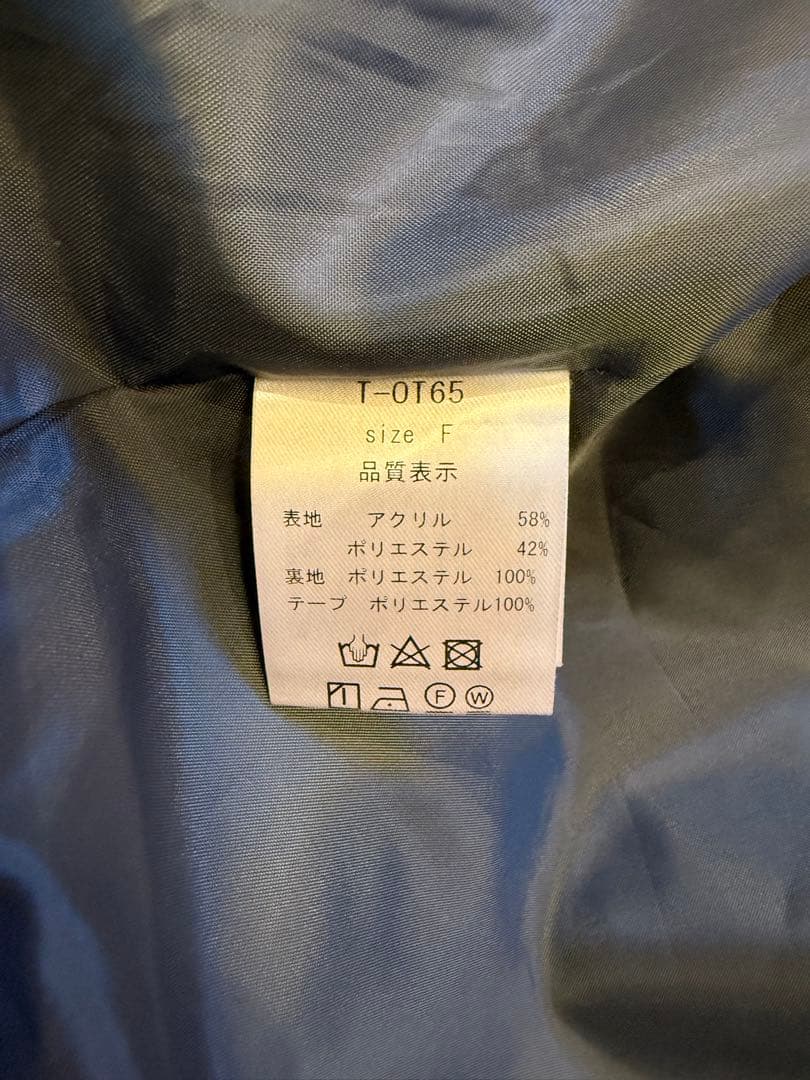 T-OT65
size F
品質表示
表地 アクリル 58%
ポリエステル 42%
裏地 ポリエステル 100%
テープ ポリエステル100%
F W